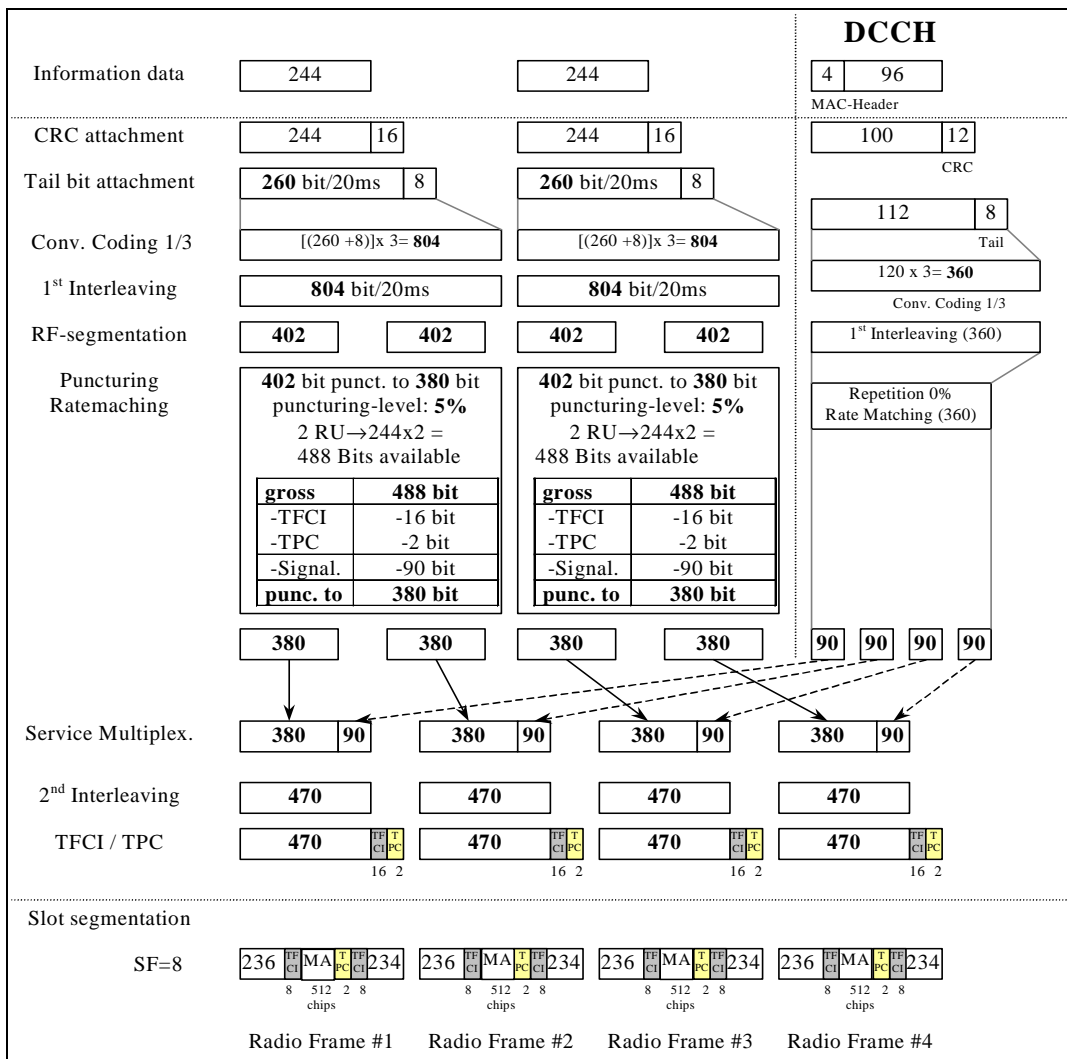 DCCH
Information data 244 244 4 96
MAC-Header
CRC attachment 244 16 244 16 100 12
CRC
Tail bit attachment 260 bit/20ms 8 260 bit/20ms 8
112 8
Tail
Conv. Coding 1/3 [(260 +8)]x 3= 804 [(260 +8)]x 3= 804
120 x 3= 360
Conv. Coding 1/3
1st Interleaving 804 bit/20ms 804 bit/20ms
RF-segmentation 402 402 402 402 1st Interleaving (360)
Puncturing
Ratemaching
402 bit punct. to 380 bit
puncturing-level: 5%
2 RU→244x2 =
488 Bits available
gross 488 bit
-TFCI -16 bit
-TPC -2 bit
-Signal. -90 bit
punc. to 380 bit
402 bit punct. to 380 bit
puncturing-level: 5%
2 RU→244x2 =
488 Bits available
gross 488 bit
-TFCI -16 bit
-TPC -2 bit
-Signal. -90 bit
punc. to 380 bit
Repetition 0%
Rate Matching (360)
380 380 380 380 90 90 90 90
Service Multiplex. 380 90 380 90 380 90 380 90
2nd Interleaving 470 470 470 470
TFCI / TPC 470 TF CI T PC 470 TF CI T PC 470 TF CI T PC 470 TF CI T PC
16 2 16 2 16 2 16 2
Slot segmentation
SF=8 236 TF CI MA T PC TF CI 234 236 TF CI MA T PC TF CI 234 236 TF CI MA T PC TF CI 234 236 TF CI MA T PC TF CI 234
8 512 2 8 8 512 2 8 8 512 2 8 8 512 2 8
chips chips chips chips
Radio Frame #1 Radio Frame #2 Radio Frame #3 Radio Frame #4